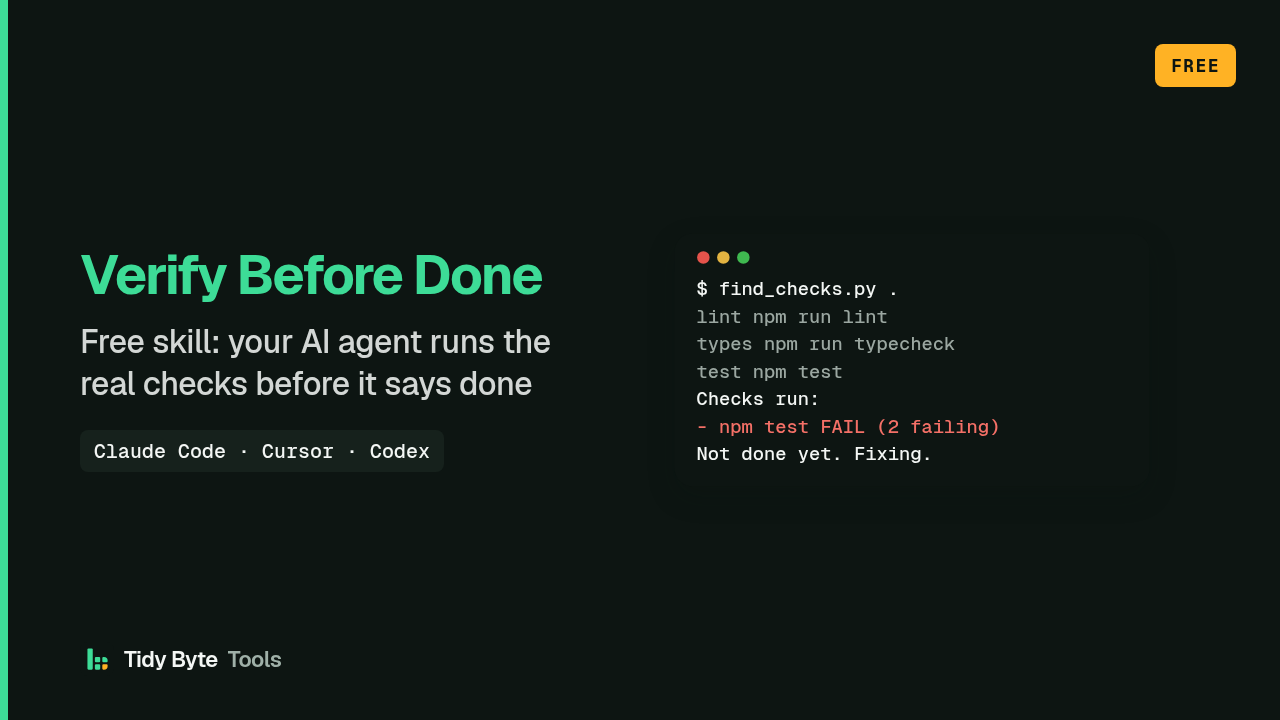 FREE
Verify Before Done
Free skill: your AI agent runs the
real checks before it says done
Claude Code · Cursor · Codex
$ find_checks.py .
lint npm run lint
types npm run typecheck
test npm test
Checks run:
- npm test FAIL (2 failing)
Not done yet. Fixing.
Tidy Byte Tools